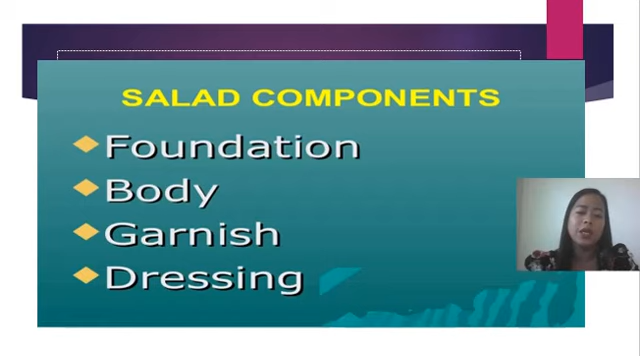 SALAD COMPONENTS
Foundation
Body
Garnish
Dressing